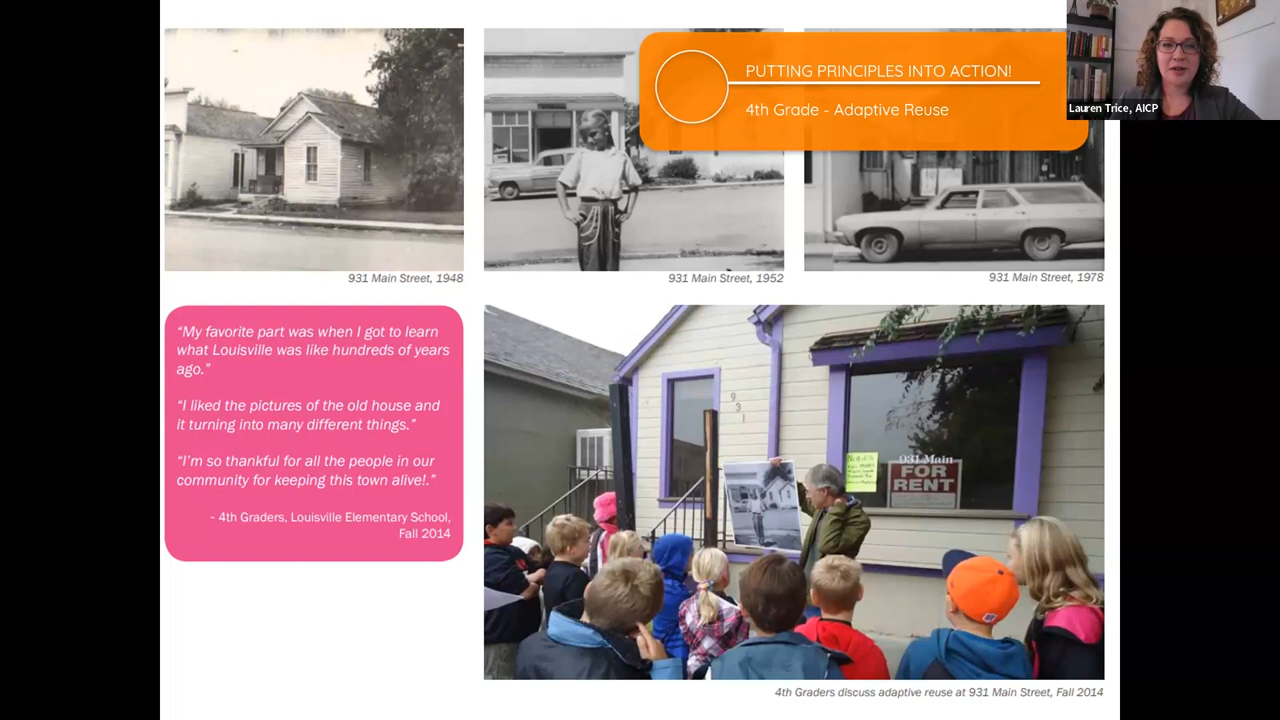 PUTTING PRINCIPLES INTO ACTION!
4th Grade - Adaptive Reuse
Lauren Trice, AICP
931 Main Street, 1948
931 Main Street, 1952
931 Main Street, 1978
“My favorite part was when I got to learn
what Louisville was like hundreds of years
ago.”
“I liked the pictures of the old house and
it turning into many different things.”
“I’m so thankful for all the people in our
community for keeping this town alive!.”
- 4th Graders, Louisville Elementary School,
Fall 2014
9
3
1
931 Main
FOR
RENT
4th Graders discuss adaptive reuse at 931 Main Street, Fall 2014